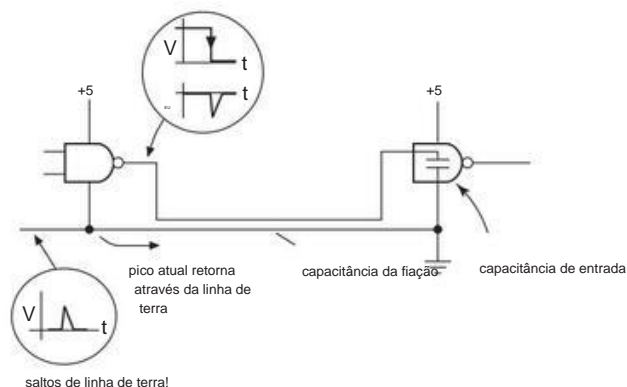 V
t
t
+5
+5
pico atual retorna
através da linha de
terra
capacitância da fiação
capacitância de entrada
V
t
saltos de linha de terra!